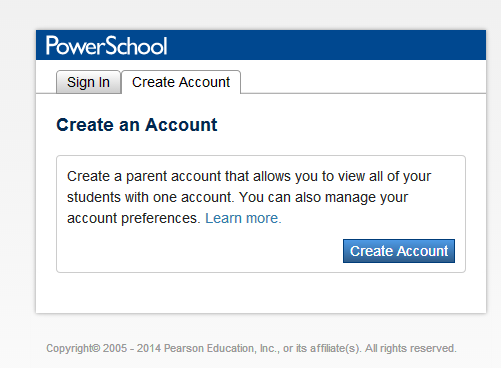 PowerSchool
Sign In Create Account
Create an Account
Create a parent account that allows you to view all of your
students with one account. You can also manage your
account preferences. Learn more.
Create Account
Copyright© 2005 - 2014 Pearson Education, Inc., or its affiliate(s). All rights reserved.